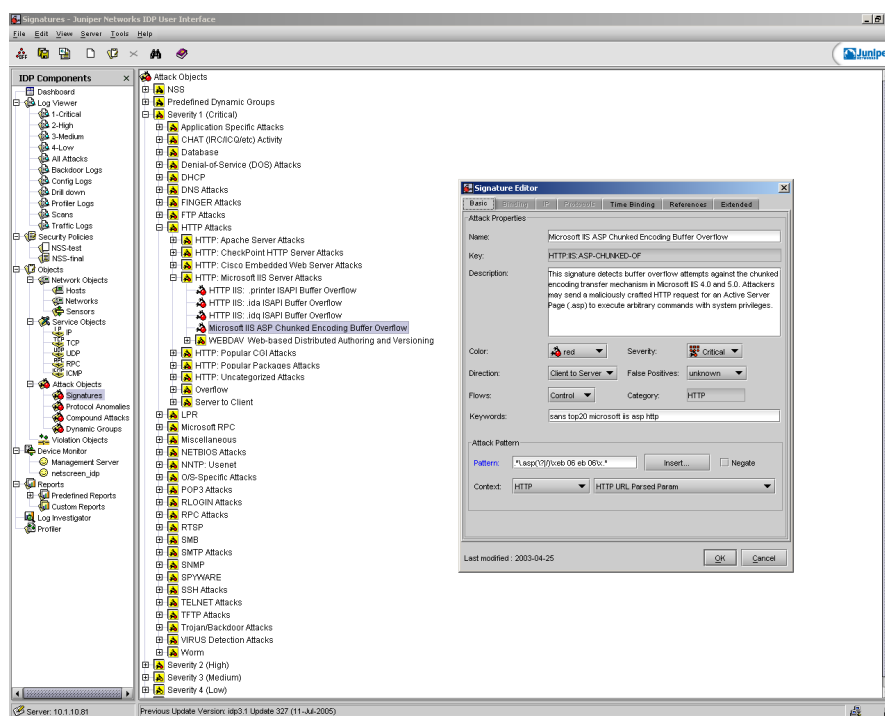 Signatures - Juniper Networks IDP User Interface
File Edit View Server Tools Help
Junipe
IDP Components
Dashboard
Log Viewer
1-Critical
2-High
3-Medium
4-Low
All Attacks
Backdoor Logs
Config Logs
Drill down
Profiler Logs
Scans
Traffic Logs
Security Policies
NSS-test
NSS-final
Objects
Network Objects
Hosts
Networks
Sensors
Service Objects
IP
TCP
UDP
RPC
ICMP
Attack Objects
Signatures
Protocol Anomalies
Compound Attacks
Dynamic Groups
Violation Objects
Device Monitor
Management Server
netscreen_idp
Reports
Predefined Reports
Custom Reports
Log Investigator
Profiler
Attack Objects
NSS
Predefined Dynamic Groups
Severity 1 (Critical)
Application Specific Attacks
CHAT (IRC/ICQ/etc) Activity
Database
Denial-of-Service (DOS) Attacks
DHCP
DNS Attacks
FINGER Attacks
FTP Attacks
HTTP Attacks
HTTP: Apache Server Attacks
HTTP: CheckPoint HTTP Server Attacks
HTTP: Cisco Embedded Web Server Attacks
HTTP: Microsoft IIS Server Attacks
HTTP IIS: .printer ISAPI Buffer Overflow
HTTP IIS: .ida ISAPI Buffer Overflow
HTTP IIS: .idq ISAPI Buffer Overflow
Microsoft IIS ASP Chunked Encoding Buffer Overflow
WEBDAV Web-based Distributed Authoring and Versioning
HTTP: Popular CGI Attacks
HTTP: Popular Packages Attacks
HTTP: Uncategorized Attacks
Overflow
Server to Client
LPR
Microsoft RPC
Miscellaneous
NETBIOS Attacks
NNTP: Usenet
O/S-Specific Attacks
POP3 Attacks
RLOGIN Attacks
RPC Attacks
RTSP
SMB
SMTP Attacks
SNMP
SPYWARE
SSH Attacks
TELNET Attacks
TFTP Attacks
Trojan/Backdoor Attacks
VIRUS Detection Attacks
Worm
Severity 2 (High)
Severity 3 (Medium)
Severity 4 (Low)
Signature Editor
Basic Binding IP Protocols Time Binding References Extended
Attack Properties
Name: Microsoft IIS ASP Chunked Encoding Buffer Overflow
Key: HTTP:IIS:ASP-CHUNKED-OF
Description: This signature detects buffer overflow attempts against the chunked
encoding transfer mechanism in Microsoft IIS 4.0 and 5.0. Attackers
may send a maliciously crafted HTTP request for an Active Server
Page (.asp) to execute arbitrary commands with system privileges.
Color: red Severity: Critical
Direction: Client to Server False Positives: unknown
Flows: Control Category: HTTP
Keywords: sans top20 microsoft iis asp http
Attack Pattern
Pattern: .*\.asp(\?|/)\xeb 06 eb 06\x.* Insert... Negate
Context: HTTP HTTP URL Parsed Param
Last modified : 2003-04-25 OK Cancel
Server: 10.1.10.81 Previous Update Version: idp3.1 Update 327 (11-Jul-2005)